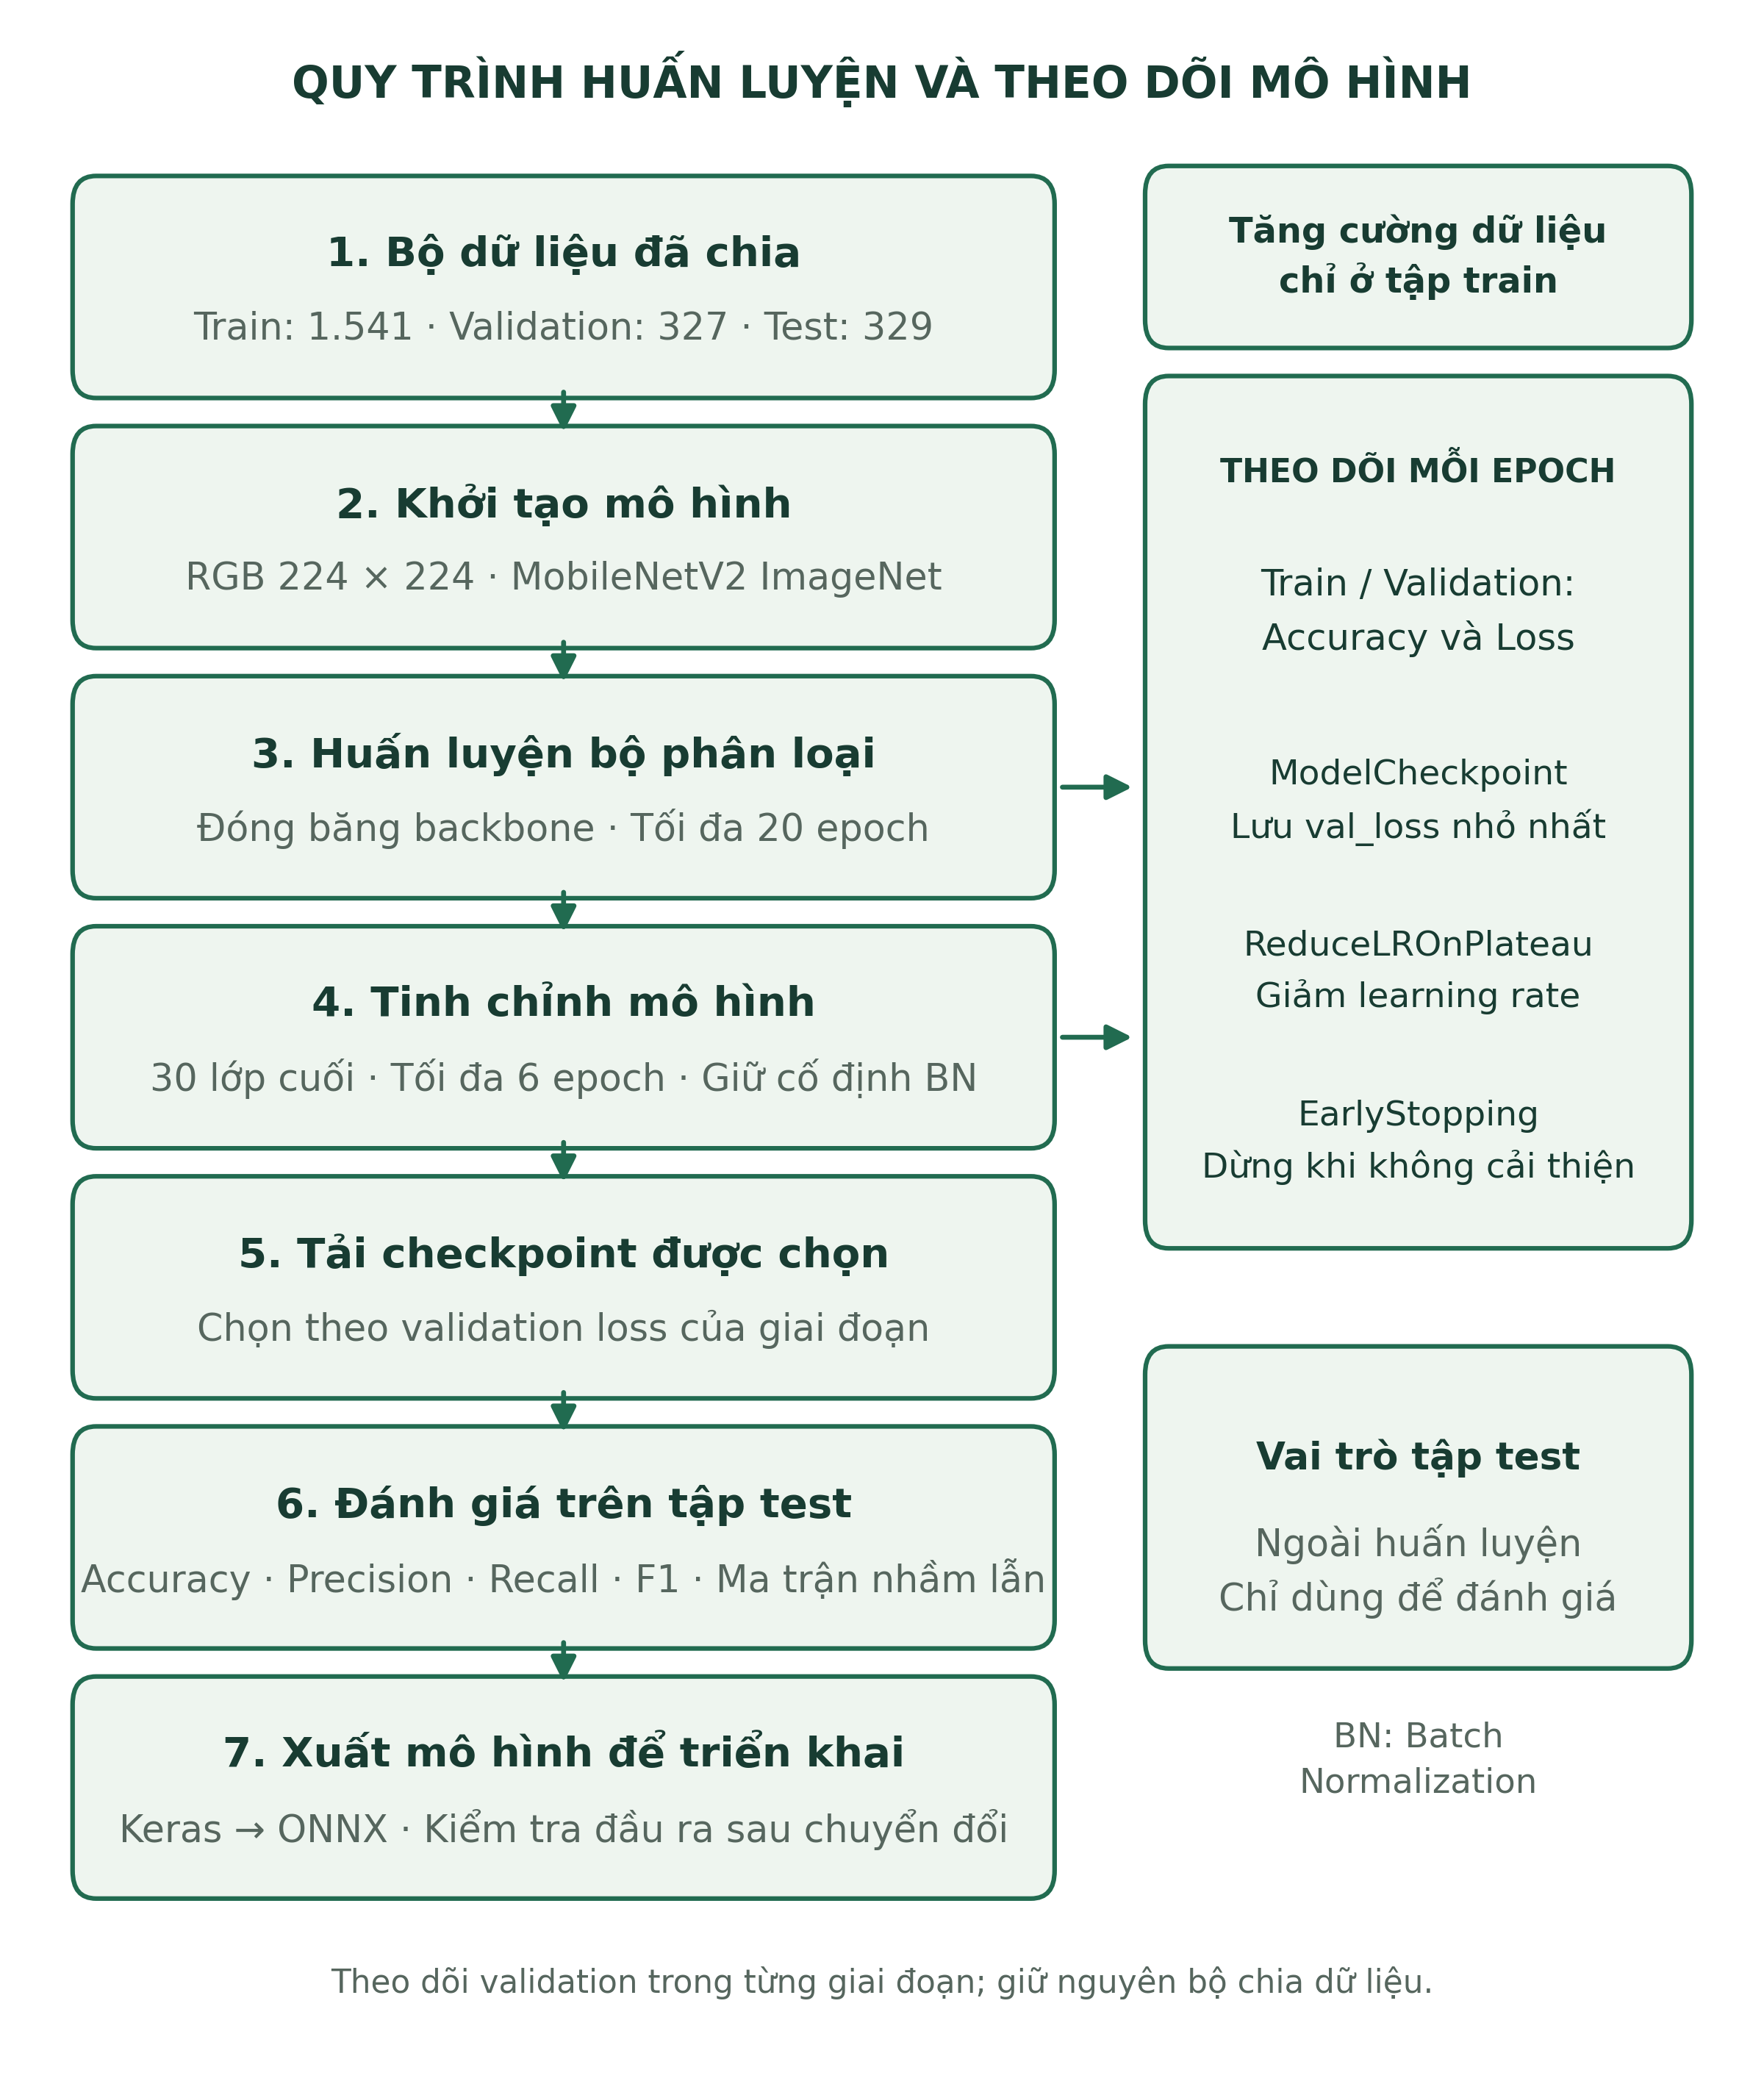 QUY TRÌNH HUẤN LUYỆN VÀ THEO DÕI MÔ HÌNH
1. Bộ dữ liệu đã chia
Train: 1.541 · Validation: 327 · Test: 329
2. Khởi tạo mô hình
RGB 224 × 224 · MobileNetV2 ImageNet
3. Huấn luyện bộ phân loại
Đóng băng backbone · Tối đa 20 epoch
4. Tinh chỉnh mô hình
30 lớp cuối · Tối đa 6 epoch · Giữ cố định BN
5. Tải checkpoint được chọn
Chọn theo validation loss của giai đoạn
6. Đánh giá trên tập test
Accuracy · Precision · Recall · F1 · Ma trận nhầm lẫn
7. Xuất mô hình để triển khai
Keras → ONNX · Kiểm tra đầu ra sau chuyển đổi
Tăng cường dữ liệu
chỉ ở tập train
THEO DÕI MỖI EPOCH
Train / Validation:
Accuracy và Loss
ModelCheckpoint
Lưu val_loss nhỏ nhất
ReduceLROnPlateau
Giảm learning rate
EarlyStopping
Dừng khi không cải thiện
Vai trò tập test
Ngoài huấn luyện
Chỉ dùng để đánh giá
BN: Batch
Normalization
Theo dõi validation trong từng giai đoạn; giữ nguyên bộ chia dữ liệu.